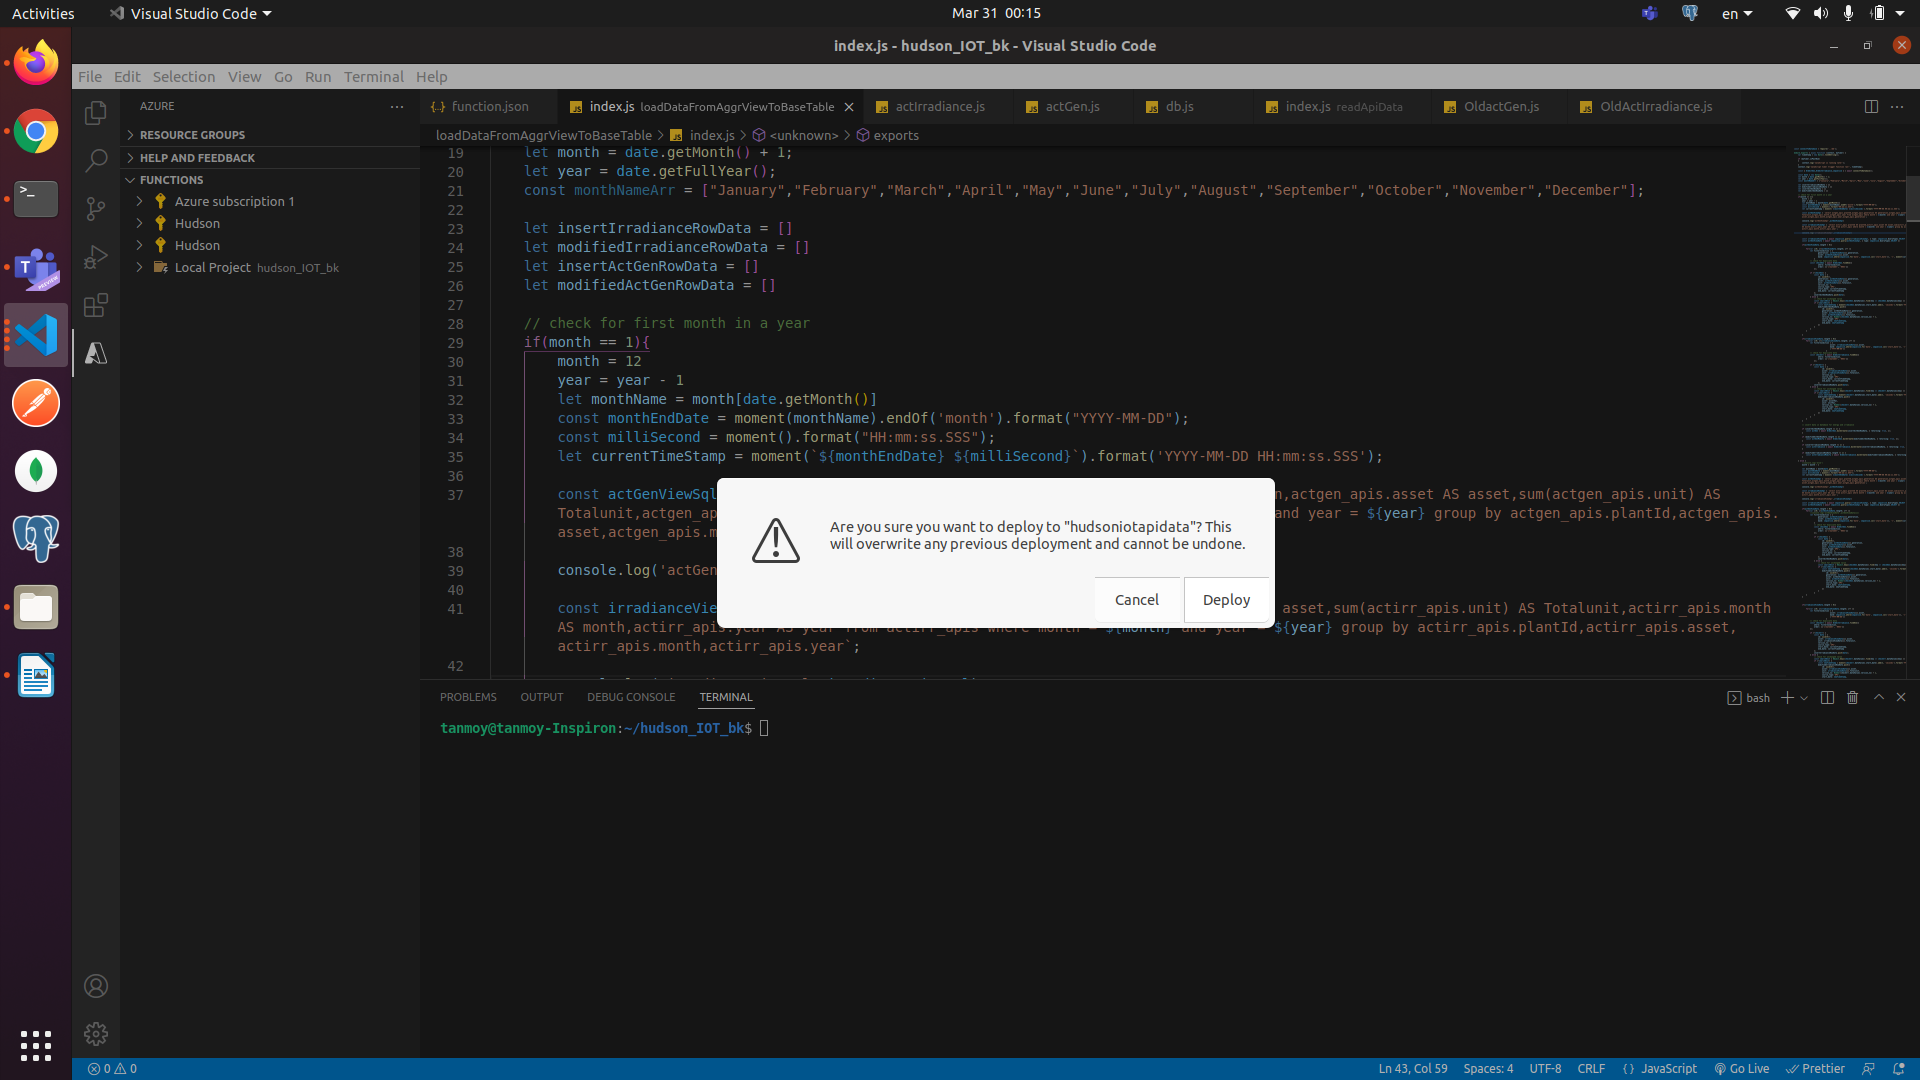 Activities
Visual Studio Code
Mar 31 00:15
en
index.js - hudson_IOT_bk - Visual Studio Code
File Edit Selection View Go Run Terminal Help
AZURE
RESOURCE GROUPS
HELP AND FEEDBACK
FUNCTIONS
Azure subscription 1
Hudson
Hudson
Local Project hudson_IOT_bk
function.json
index.js loadDataFromAggrViewToBaseTable
actIrradiance.js
actGen.js
db.js
index.js readApiData
OldactGen.js
OldActIrradiance.js
loadDataFromAggrViewToBaseTable > index.js > <unknown> > exports
19 let month = date.getMonth() + 1;
20 let year = date.getFullYear();
21 const monthNameArr = ["January","February","March","April","May","June","July","August","September","October","November","December"];
22
23 let insertIrradianceRowData = []
24 let modifiedIrradianceRowData = []
25 let insertActGenRowData = []
26 let modifiedActGenRowData = []
27
28 // check for first month in a year
29 if(month == 1){
30 month = 12
31 year = year - 1
32 let monthName = month[date.getMonth()]
33 const monthEndDate = moment(monthName).endOf('month').format("YYYY-MM-DD");
34 const milliSecond = moment().format("HH:mm:ss.SSS");
35 let currentTimeStamp = moment(`${monthEndDate} ${milliSecond}`).format('YYYY-MM-DD HH:mm:ss.SSS');
36
37 const actGenViewSql n,actgen_apis.asset AS asset,sum(actgen_apis.unit) AS
Totalunit,actgen_ap and year = ${year} group by actgen_apis.plantId,actgen_apis.
asset,actgen_apis.m
38
39 console.log('actGen
40
41 const irradianceVie asset,sum(actirr_apis.unit) AS Totalunit,actirr_apis.month
AS month,actirr_apis.year AS year from actirr_apis where month = ${month} and year = ${year} group by actirr_apis.plantId,actirr_apis.asset,
actirr_apis.month,actirr_apis.year`;
42
Are you sure you want to deploy to "hudsoniotapidata"? This
will overwrite any previous deployment and cannot be undone.
Cancel
Deploy
PROBLEMS OUTPUT DEBUG CONSOLE TERMINAL
bash
tanmoy@tanmoy-Inspiron:~/hudson_IOT_bk$
0 0
Ln 43, Col 59
Spaces: 4
UTF-8
CRLF
{ } JavaScript
Go Live
Prettier